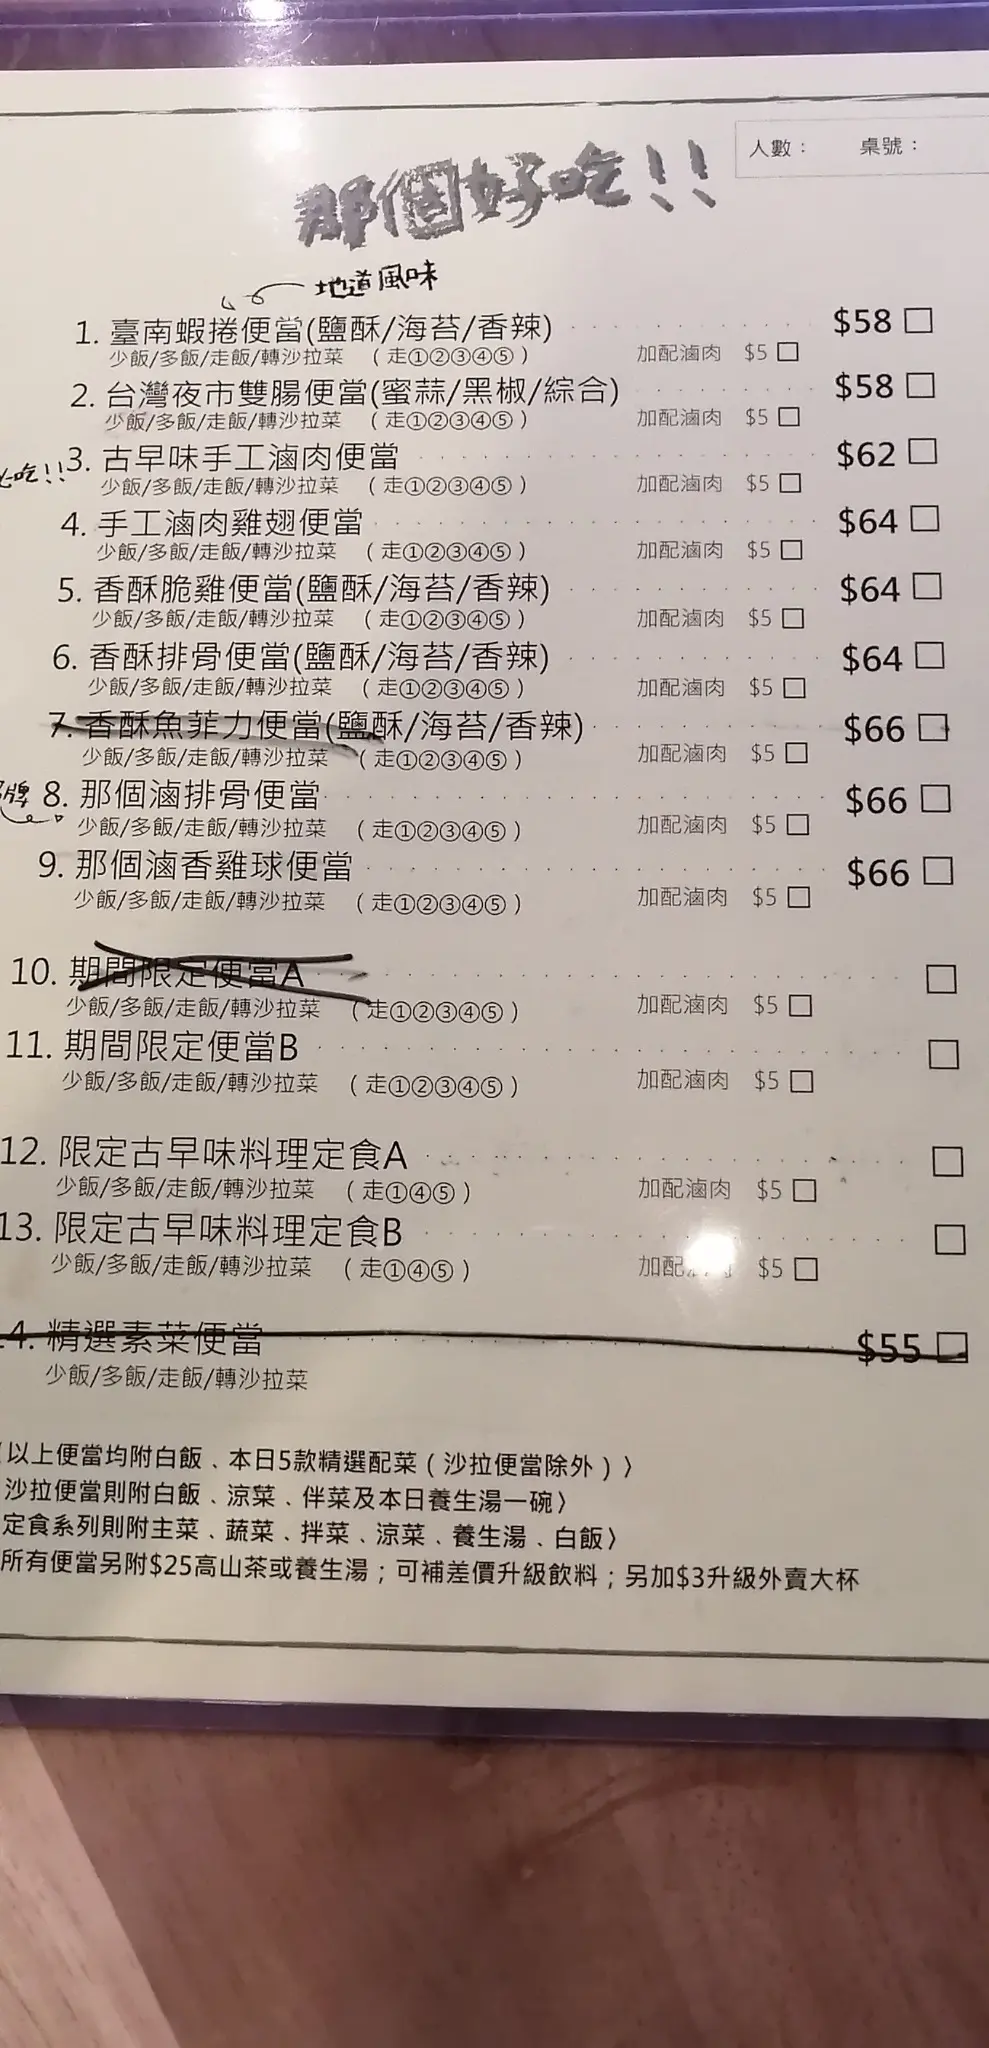 人數： 桌號：
那個好吃!!
地道風味
1. 臺南蝦捲便當(鹽酥/海苔/香辣) $58 □
少飯/多飯/走飯/轉沙拉菜 (走①②③④⑤) 加配滷肉 $5 □
2. 台灣夜市雙腸便當(蜜蒜/黑椒/綜合) $58 □
少飯/多飯/走飯/轉沙拉菜 (走①②③④⑤) 加配滷肉 $5 □
吃!! 3. 古早味手工滷肉便當 $62 □
少飯/多飯/走飯/轉沙拉菜 (走①②③④⑤) 加配滷肉 $5 □
4. 手工滷肉雞翅便當 $64 □
少飯/多飯/走飯/轉沙拉菜 (走①②③④⑤) 加配滷肉 $5 □
5. 香酥脆雞便當(鹽酥/海苔/香辣) $64 □
少飯/多飯/走飯/轉沙拉菜 (走①②③④⑤) 加配滷肉 $5 □
6. 香酥排骨便當(鹽酥/海苔/香辣) $64 □
少飯/多飯/走飯/轉沙拉菜 (走①②③④⑤) 加配滷肉 $5 □
7. 香酥魚菲力便當(鹽酥/海苔/香辣) $66 □
少飯/多飯/走飯/轉沙拉菜 (走①②③④⑤) 加配滷肉 $5 □
牌 8. 那個滷排骨便當 $66 □
少飯/多飯/走飯/轉沙拉菜 (走①②③④⑤) 加配滷肉 $5 □
9. 那個滷香雞球便當 $66 □
少飯/多飯/走飯/轉沙拉菜 (走①②③④⑤) 加配滷肉 $5 □
10. 期間限定便當A □
少飯/多飯/走飯/轉沙拉菜 (走①②③④⑤) 加配滷肉 $5 □
11. 期間限定便當B □
少飯/多飯/走飯/轉沙拉菜 (走①②③④⑤) 加配滷肉 $5 □
12. 限定古早味料理定食A □
少飯/多飯/走飯/轉沙拉菜 (走①④⑤) 加配滷肉 $5 □
13. 限定古早味料理定食B □
少飯/多飯/走飯/轉沙拉菜 (走①④⑤) 加配 $5 □
4. 精選素菜便當 $55 □
少飯/多飯/走飯/轉沙拉菜
以上便當均附白飯、本日5款精選配菜(沙拉便當除外)〉
沙拉便當則附白飯、涼菜、伴菜及本日養生湯一碗〉
定食系列則附主菜、蔬菜、拌菜、涼菜、養生湯、白飯〉
所有便當另附$25高山茶或養生湯；可補差價升級飲料；另加$3升級外賣大杯